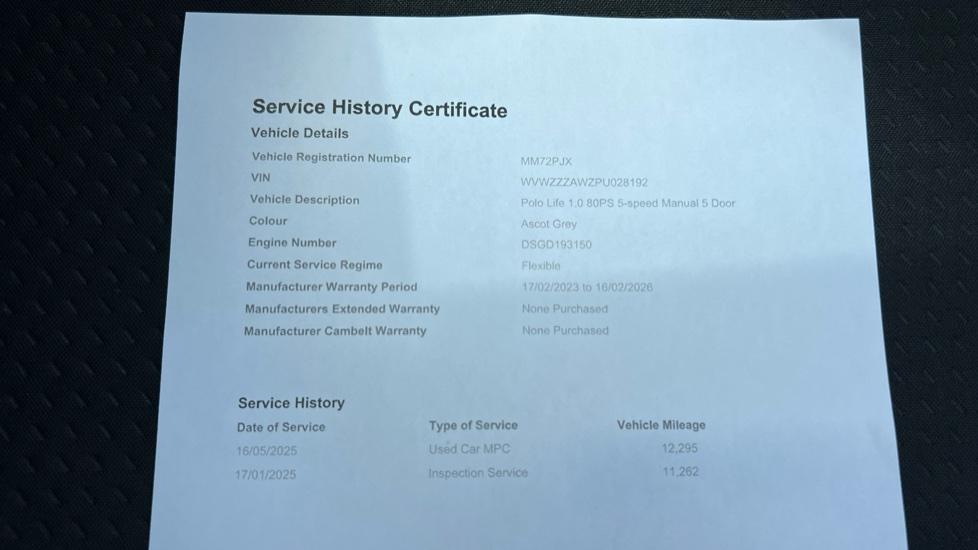 Service History Certificate
Vehicle Details
Vehicle Registration Number MM72PJX
VIN WVWZZZAWZPU028192
Vehicle Description Polo Life 1.0 80PS 5-speed Manual 5 Door
Colour Ascot Grey
Engine Number DSGD193150
Current Service Regime Flexible
Manufacturer Warranty Period 17/02/2023 to 16/02/2026
Manufacturers Extended Warranty None Purchased
Manufacturer Cambelt Warranty None Purchased
Service History
Date of Service Type of Service Vehicle Mileage
16/05/2025 Used Car MPC 12,295
17/01/2025 Inspection Service 11,262